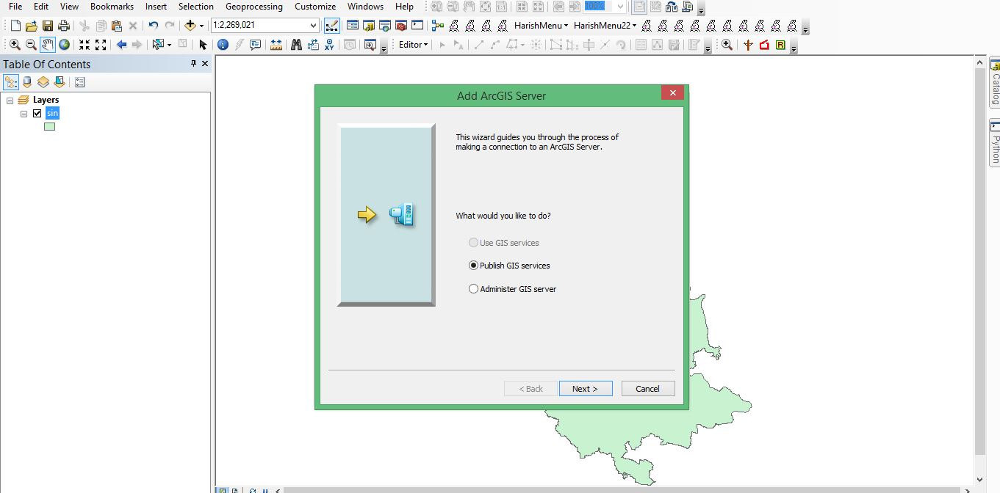 File Edit View Bookmarks Insert Selection Geoprocessing Customize Windows Help 100%
1:2,269,021 HarishMenu HarishMenu22
Editor
Table Of Contents
Layers
sin
Add ArcGIS Server
This wizard guides you through the process of
making a connection to an ArcGIS Server.
What would you like to do?
Use GIS services
Publish GIS services
Administer GIS server
< Back Next > Cancel
Catalog
Python